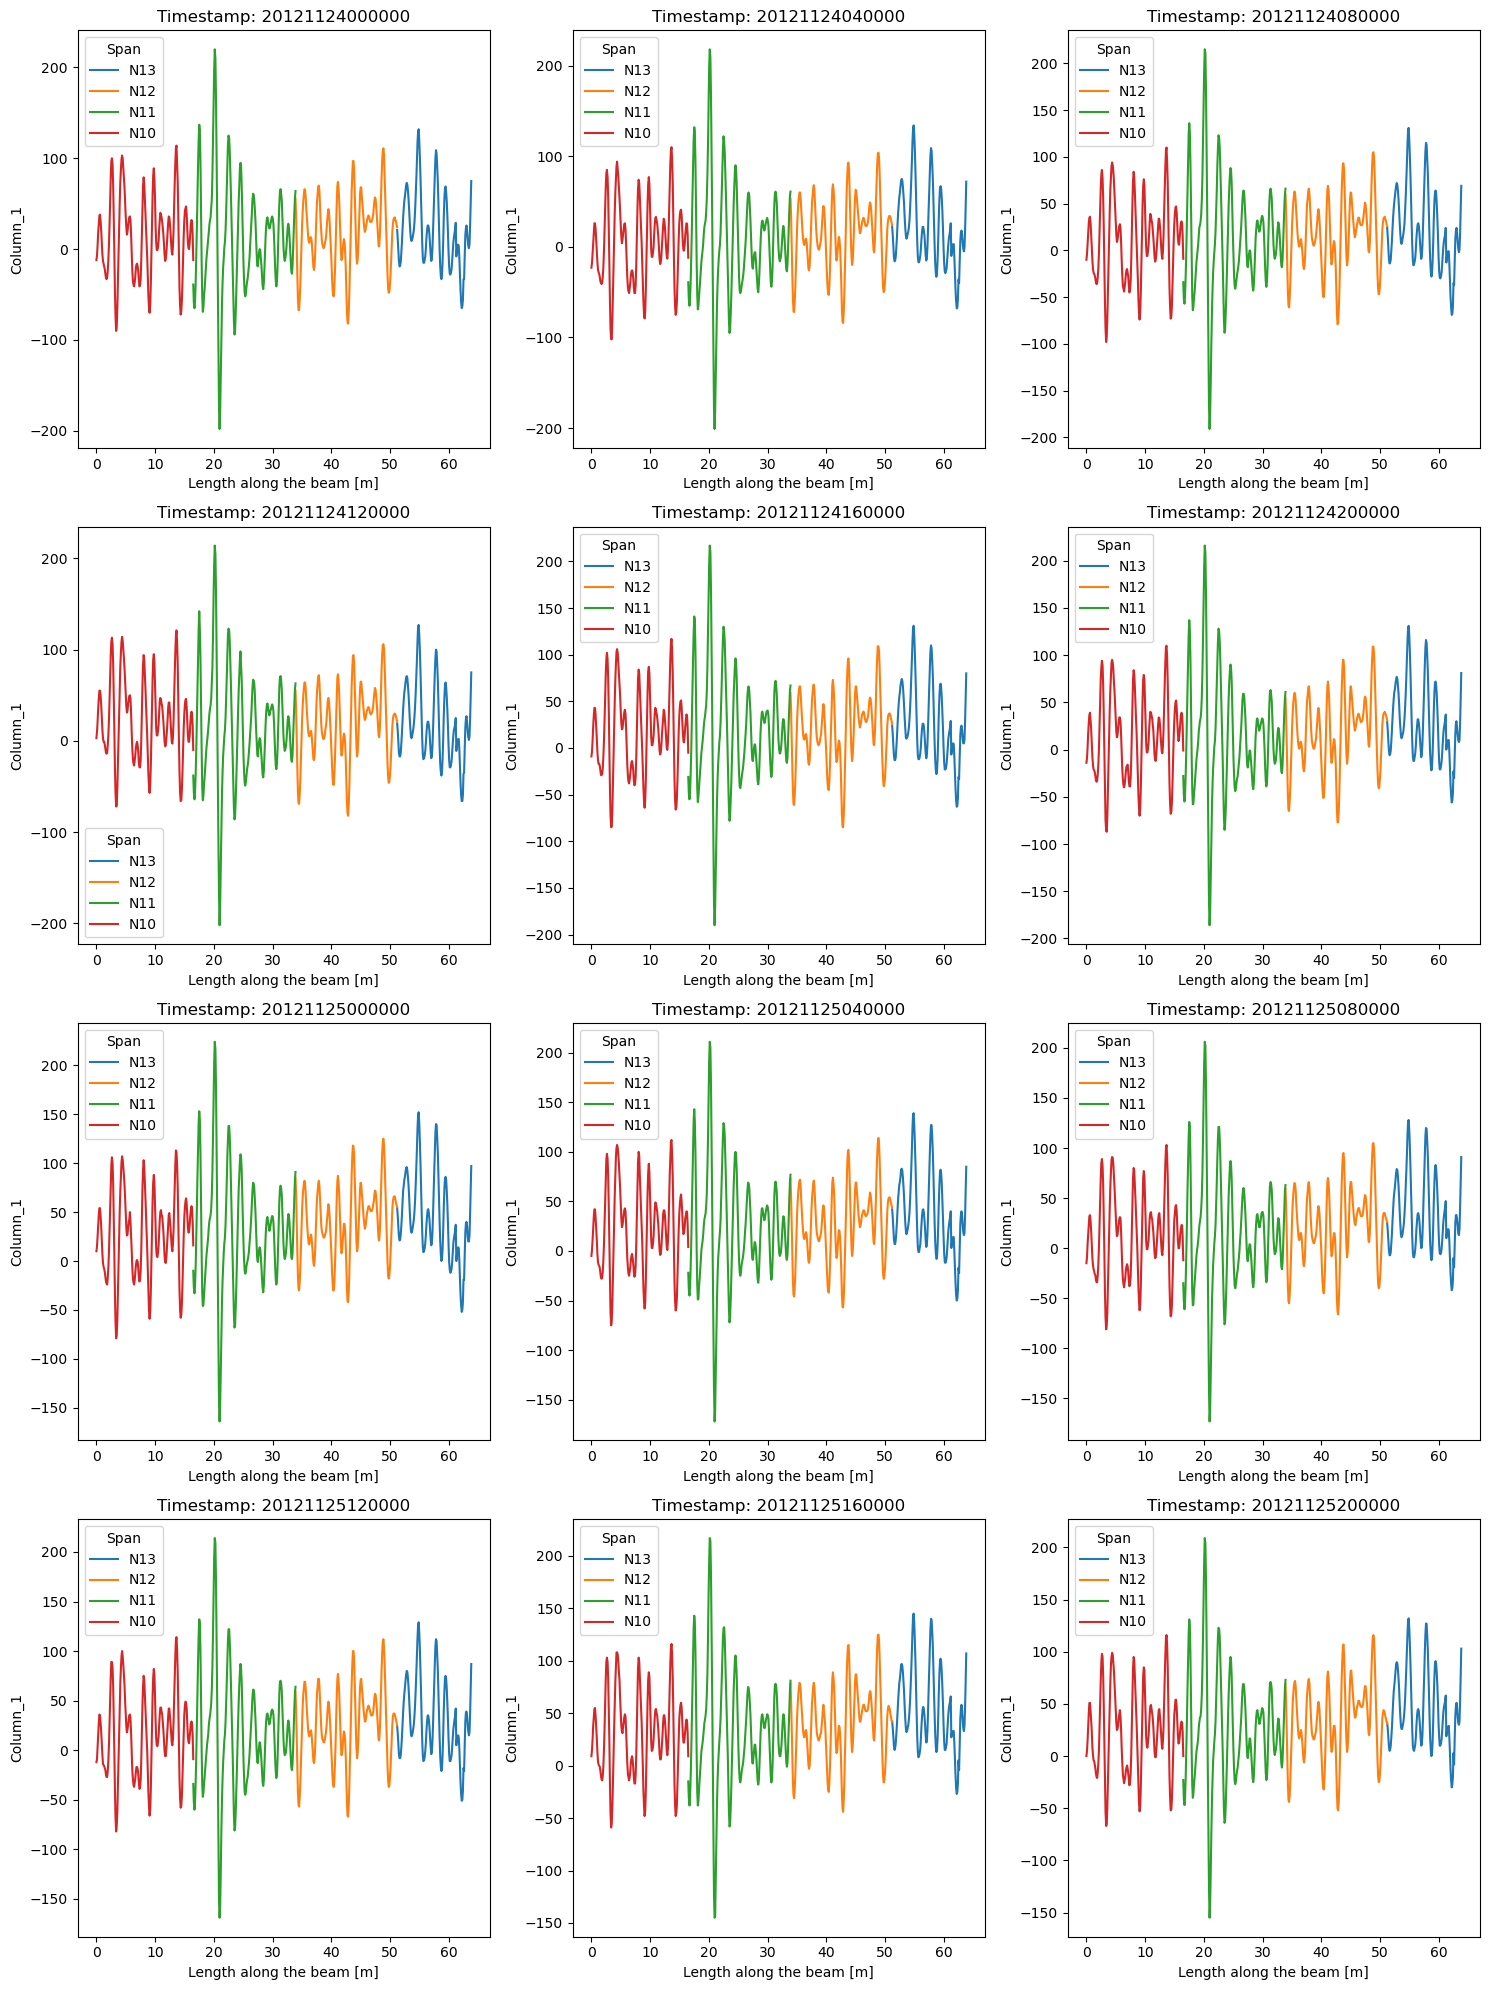 Timestamp: 20121124000000
Column_1
200
100
0
−100
−200
Span
N13
N12
N11
N10
0 10 20 30 40 50 60
Length along the beam [m]
Timestamp: 20121124040000
Column_1
200
100
0
−100
−200
Span
N13
N12
N11
N10
0 10 20 30 40 50 60
Length along the beam [m]
Timestamp: 20121124080000
Column_1
200
150
100
50
0
−50
−100
−150
−200
Span
N13
N12
N11
N10
0 10 20 30 40 50 60
Length along the beam [m]
Timestamp: 20121124120000
Column_1
200
100
0
−100
−200
Span
N13
N12
N11
N10
0 10 20 30 40 50 60
Length along the beam [m]
Timestamp: 20121124160000
Column_1
200
150
100
50
0
−50
−100
−150
−200
Span
N13
N12
N11
N10
0 10 20 30 40 50 60
Length along the beam [m]
Timestamp: 20121124200000
Column_1
200
150
100
50
0
−50
−100
−150
−200
Span
N13
N12
N11
N10
0 10 20 30 40 50 60
Length along the beam [m]
Timestamp: 20121125000000
Column_1
200
150
100
50
0
−50
−100
−150
Span
N13
N12
N11
N10
0 10 20 30 40 50 60
Length along the beam [m]
Timestamp: 20121125040000
Column_1
200
150
100
50
0
−50
−100
−150
Span
N13
N12
N11
N10
0 10 20 30 40 50 60
Length along the beam [m]
Timestamp: 20121125080000
Column_1
200
150
100
50
0
−50
−100
−150
Span
N13
N12
N11
N10
0 10 20 30 40 50 60
Length along the beam [m]
Timestamp: 20121125120000
Column_1
200
150
100
50
0
−50
−100
−150
Span
N13
N12
N11
N10
0 10 20 30 40 50 60
Length along the beam [m]
Timestamp: 20121125160000
Column_1
200
150
100
50
0
−50
−100
−150
Span
N13
N12
N11
N10
0 10 20 30 40 50 60
Length along the beam [m]
Timestamp: 20121125200000
Column_1
200
150
100
50
0
−50
−100
−150
Span
N13
N12
N11
N10
0 10 20 30 40 50 60
Length along the beam [m]